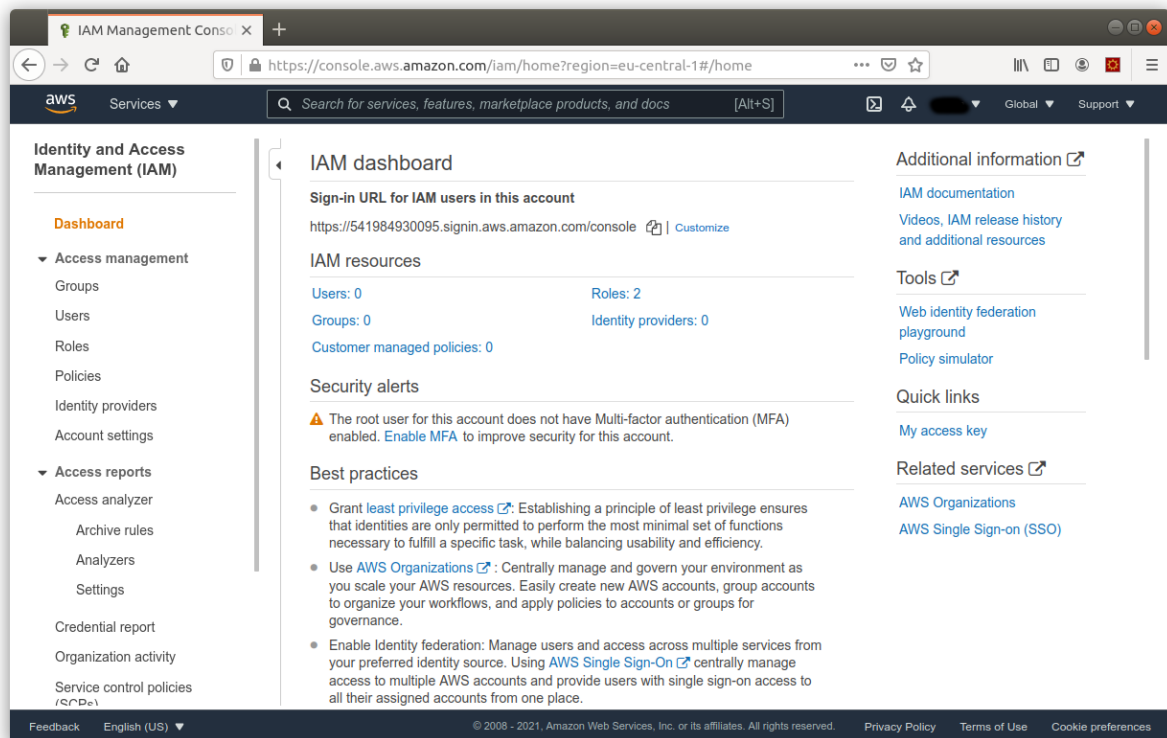 IAM Management Conso
https://console.aws.amazon.com/iam/home?region=eu-central-1#/home
aws
Services ▼
Search for services, features, marketplace products, and docs [Alt+S]
Global ▼
Support ▼
Identity and Access
Management (IAM)
Dashboard
Access management
Groups
Users
Roles
Policies
Identity providers
Account settings
Access reports
Access analyzer
Archive rules
Analyzers
Settings
Credential report
Organization activity
Service control policies
(SCPs)
IAM dashboard
Sign-in URL for IAM users in this account
https://541984930095.signin.aws.amazon.com/console | Customize
IAM resources
Users: 0
Roles: 2
Groups: 0
Identity providers: 0
Customer managed policies: 0
Security alerts
The root user for this account does not have Multi-factor authentication (MFA)
enabled. Enable MFA to improve security for this account.
Best practices
• Grant least privilege access : Establishing a principle of least privilege ensures
that identities are only permitted to perform the most minimal set of functions
necessary to fulfill a specific task, while balancing usability and efficiency.
• Use AWS Organizations : Centrally manage and govern your environment as
you scale your AWS resources. Easily create new AWS accounts, group accounts
to organize your workflows, and apply policies to accounts or groups for
governance.
• Enable Identity federation: Manage users and access across multiple services from
your preferred identity source. Using AWS Single Sign-On centrally manage
access to multiple AWS accounts and provide users with single sign-on access to
all their assigned accounts from one place.
Additional information
IAM documentation
Videos, IAM release history
and additional resources
Tools
Web identity federation
playground
Policy simulator
Quick links
My access key
Related services
AWS Organizations
AWS Single Sign-on (SSO)
Feedback
English (US) ▼
© 2008 - 2021, Amazon Web Services, Inc. or its affiliates. All rights reserved.
Privacy Policy
Terms of Use
Cookie preferences